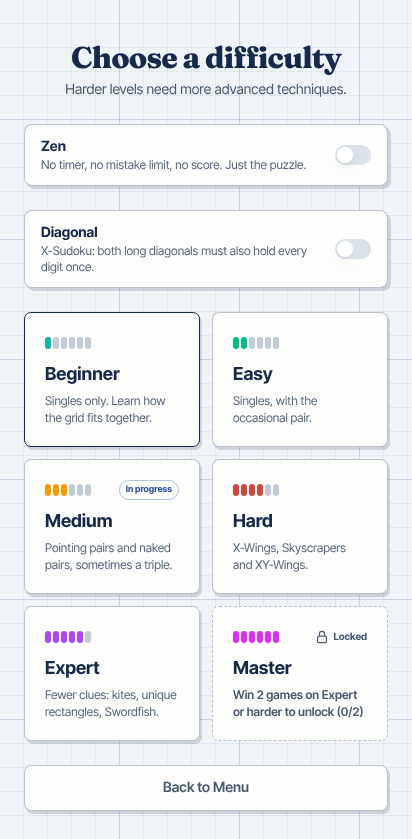 Choose a difficulty
Harder levels need more advanced techniques.
Zen
No timer, no mistake limit, no score. Just the puzzle.
Diagonal
X-Sudoku: both long diagonals must also hold every
digit once.
Beginner
Singles only. Learn how
the grid fits together.
Easy
Singles, with the
occasional pair.
In progress
Medium
Pointing pairs and naked
pairs, sometimes a triple.
Hard
X-Wings, Skyscrapers
and XY-Wings.
Expert
Fewer clues: kites, unique
rectangles, Swordfish.
Locked
Master
Win 2 games on Expert
or harder to unlock (0/2)
Back to Menu